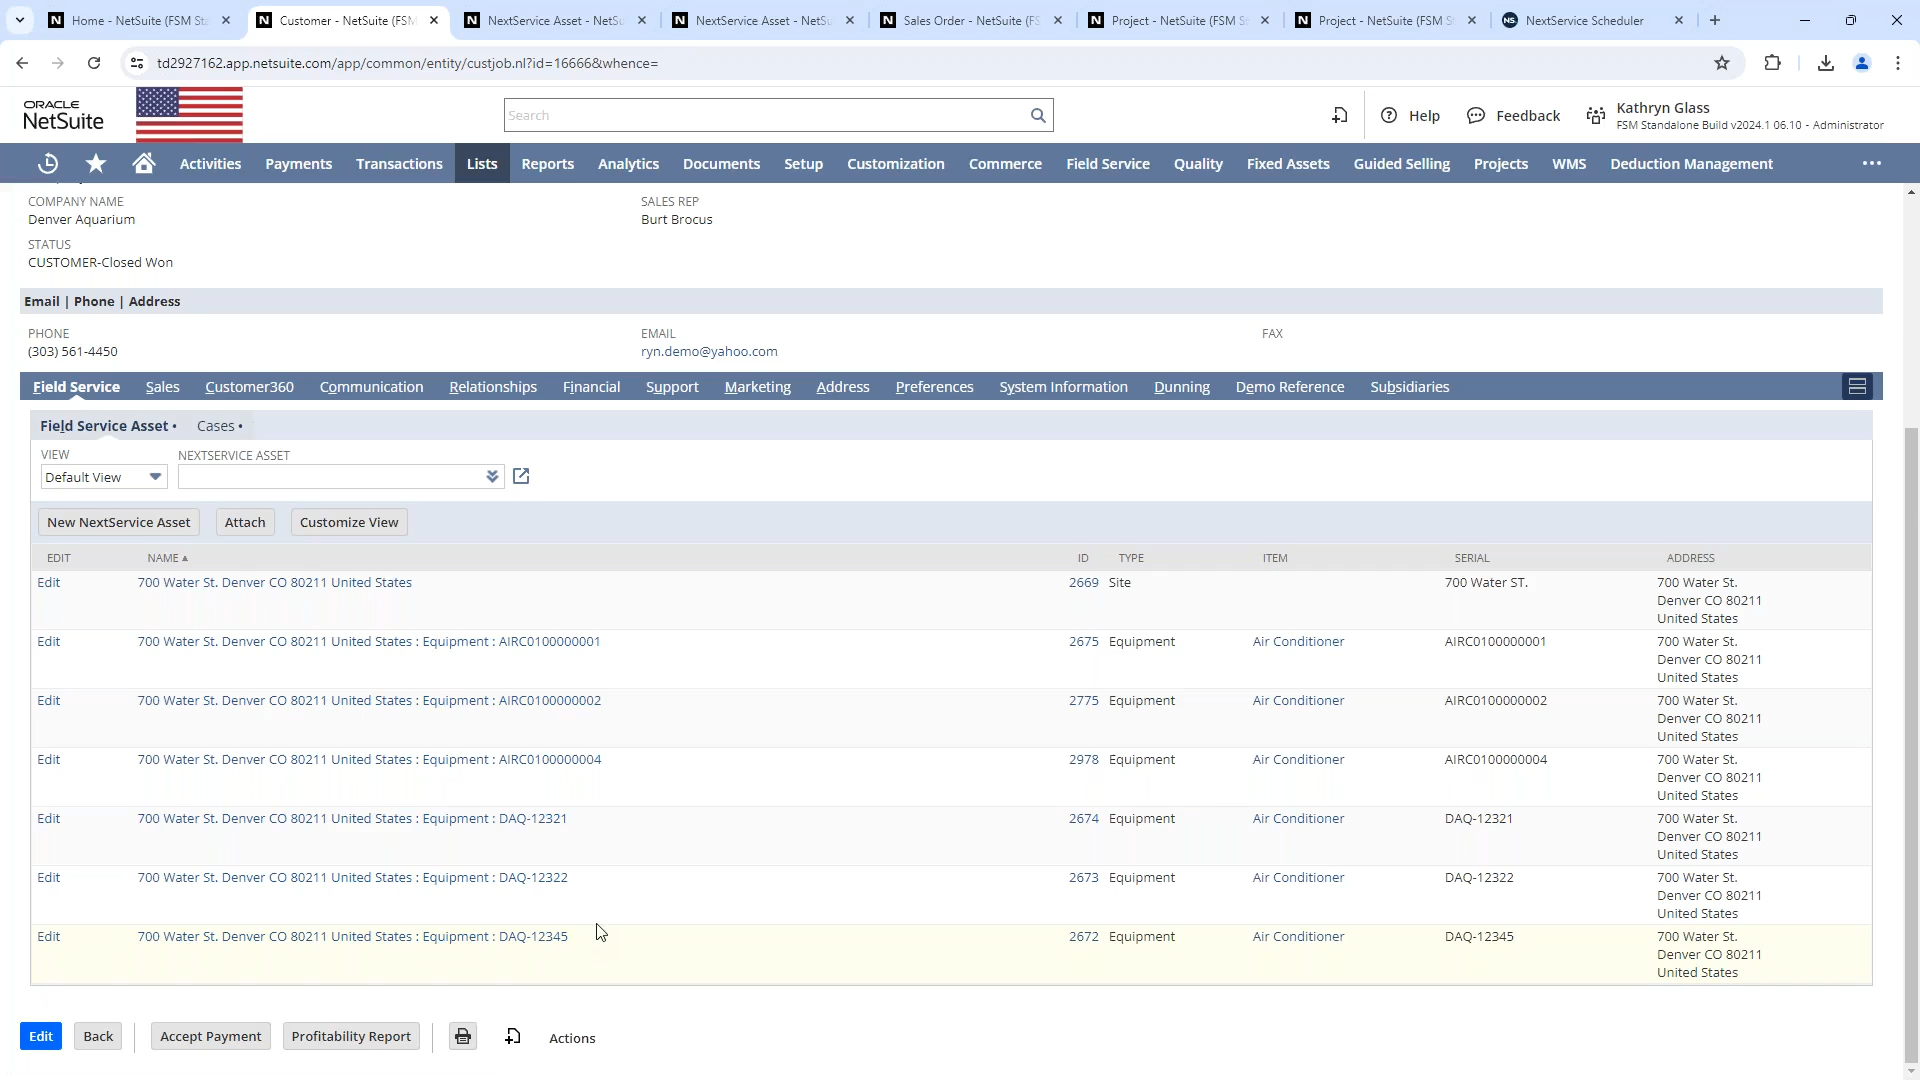 Home - NetSuite (FSM St
Customer - NetSuite (FSM
NextService Asset - NetSu
NextService Asset - NetSu
Sales Order - NetSuite (FS
Project - NetSuite (FSM S
Project - NetSuite (FSM S
NS
NextService Scheduler
td2927162.app.netsuite.com/app/common/entity/custjob.nl?id=16666&whence=
ORACLE
NetSuite
Search
Help
Feedback
Kathryn Glass
FSM Standalone Build v2024.1 06.10 - Administrator
Activities
Payments
Transactions
Lists
Reports
Analytics
Documents
Setup
Customization
Commerce
Field Service
Quality
Fixed Assets
Guided Selling
Projects
WMS
Deduction Management
COMPANY NAME
Denver Aquarium
SALES REP
Burt Brocus
STATUS
CUSTOMER-Closed Won
Email | Phone | Address
PHONE
(303) 561-4450
EMAIL
ryn.demo@yahoo.com
FAX
Field Service
Sales
Customer360
Communication
Relationships
Financial
Support
Marketing
Address
Preferences
System Information
Dunning
Demo Reference
Subsidiaries
Field Service Asset •
Cases •
VIEW
Default View
NEXTSERVICE ASSET
New NextService Asset
Attach
Customize View
EDIT NAME ▲ ID TYPE ITEM SERIAL ADDRESS
Edit 700 Water St. Denver CO 80211 United States 2669 Site 700 Water ST. 700 Water St.
Denver CO 80211
United States
Edit 700 Water St. Denver CO 80211 United States : Equipment : AIRC0100000001 2675 Equipment Air Conditioner AIRC0100000001 700 Water St.
Denver CO 80211
United States
Edit 700 Water St. Denver CO 80211 United States : Equipment : AIRC0100000002 2775 Equipment Air Conditioner AIRC0100000002 700 Water St.
Denver CO 80211
United States
Edit 700 Water St. Denver CO 80211 United States : Equipment : AIRC0100000004 2978 Equipment Air Conditioner AIRC0100000004 700 Water St.
Denver CO 80211
United States
Edit 700 Water St. Denver CO 80211 United States : Equipment : DAQ-12321 2674 Equipment Air Conditioner DAQ-12321 700 Water St.
Denver CO 80211
United States
Edit 700 Water St. Denver CO 80211 United States : Equipment : DAQ-12322 2673 Equipment Air Conditioner DAQ-12322 700 Water St.
Denver CO 80211
United States
Edit 700 Water St. Denver CO 80211 United States : Equipment : DAQ-12345 2672 Equipment Air Conditioner DAQ-12345 700 Water St.
Denver CO 80211
United States
Edit
Back
Accept Payment
Profitability Report
Actions